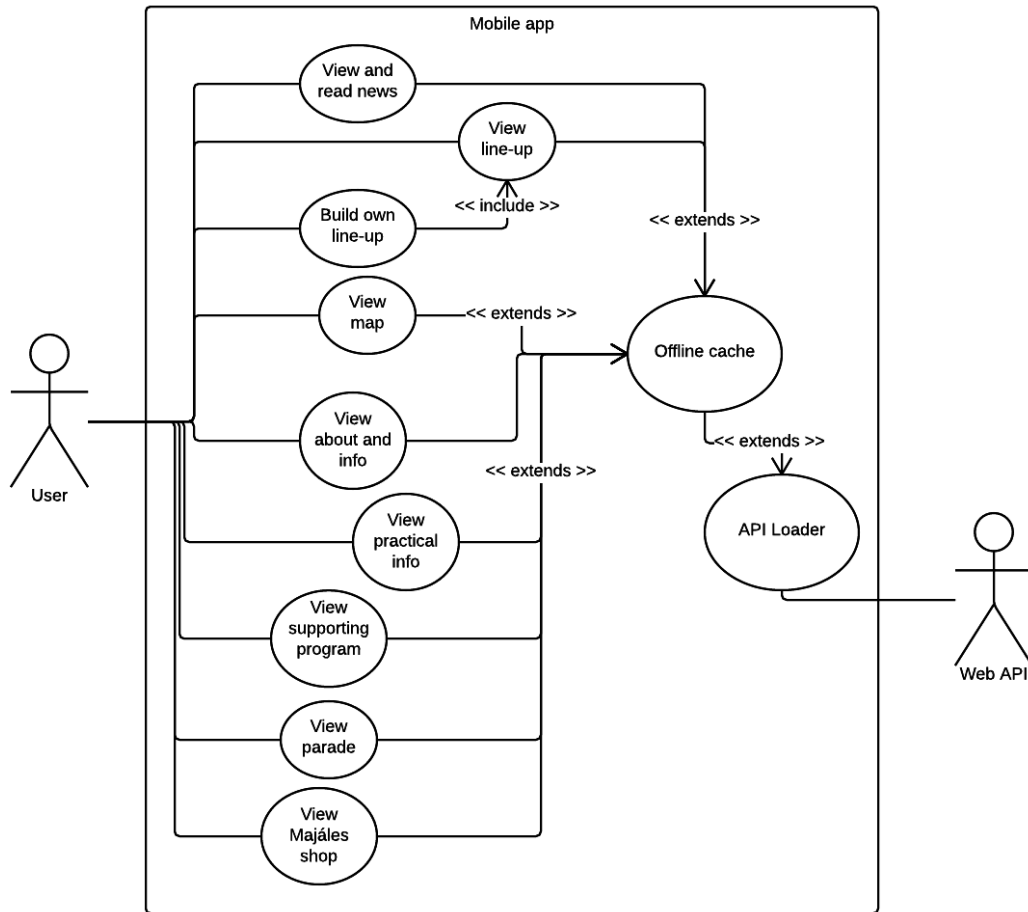 Mobile app
View and
read news
View
line-up
<< include >>
Build own
line-up
<< extends >>
View
map
<< extends >>
Offline cache
View
about and
info
<< extends >>
<< extends >>
User
View
practical
info
API Loader
View
supporting
program
Web API
View
parade
View
Majáles
shop